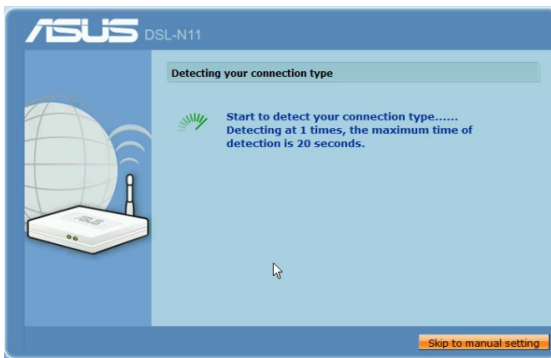 ASUS DSL-N11
Detecting your connection type
Start to detect your connection type......
Detecting at 1 times, the maximum time of
detection is 20 seconds.
ASUS
Skip to manual setting